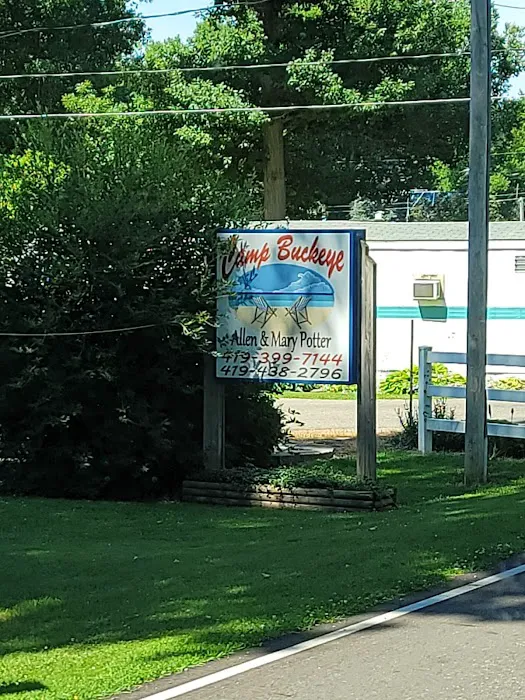 Camp Buckeye
Allen & Mary Potter
419-399-7144
419-438-2796